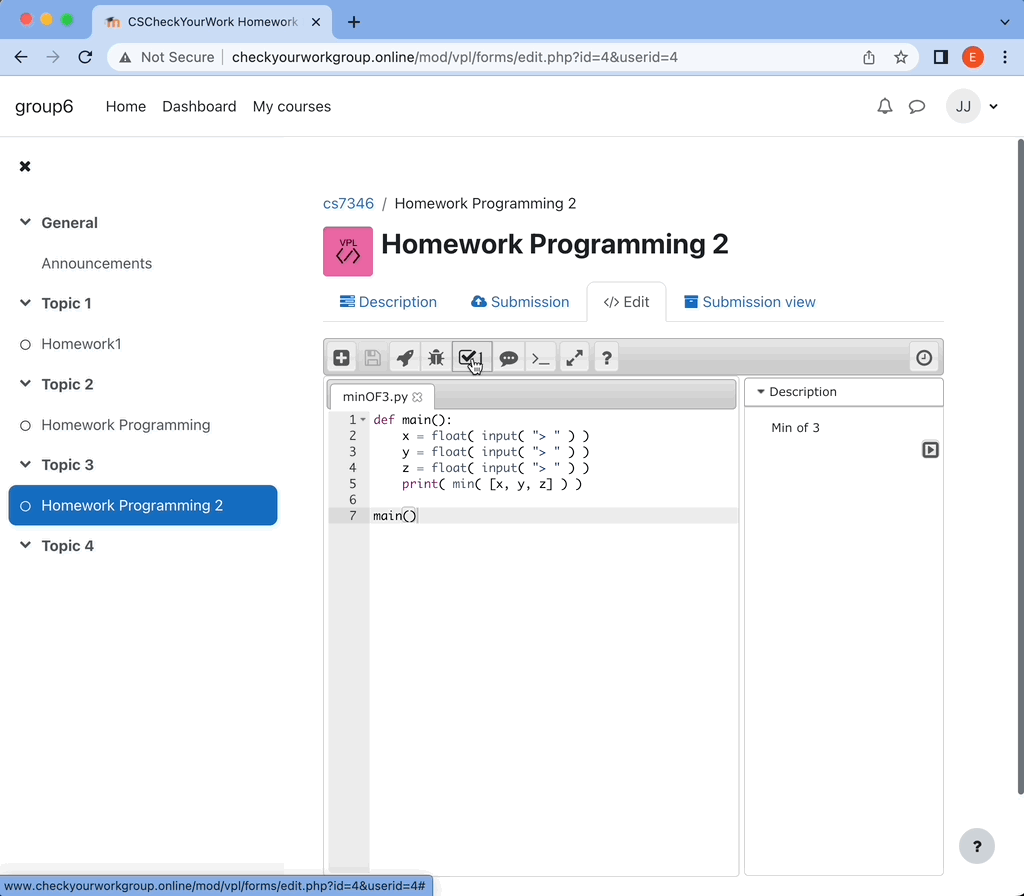 CSCheckYourWork Homework
Not Secure
checkyourworkgroup.online/mod/vpl/forms/edit.php?id=4&userid=4
E
group6
Home
Dashboard
My courses
JJ
General
Announcements
Topic 1
Homework1
Topic 2
Homework Programming
Topic 3
Homework Programming 2
Topic 4
cs7346 / Homework Programming 2
VPL
Homework Programming 2
Description
Submission
</> Edit
Submission view
>_
?
minOF3.py
1 def main():
2 x = float( input( "> " ) )
3 y = float( input( "> " ) )
4 z = float( input( "> " ) )
5 print( min( [x, y, z] ) )
6
7 main()
Description
Min of 3
?
www.checkyourworkgroup.online/mod/vpl/forms/edit.php?id=4&userid=4#